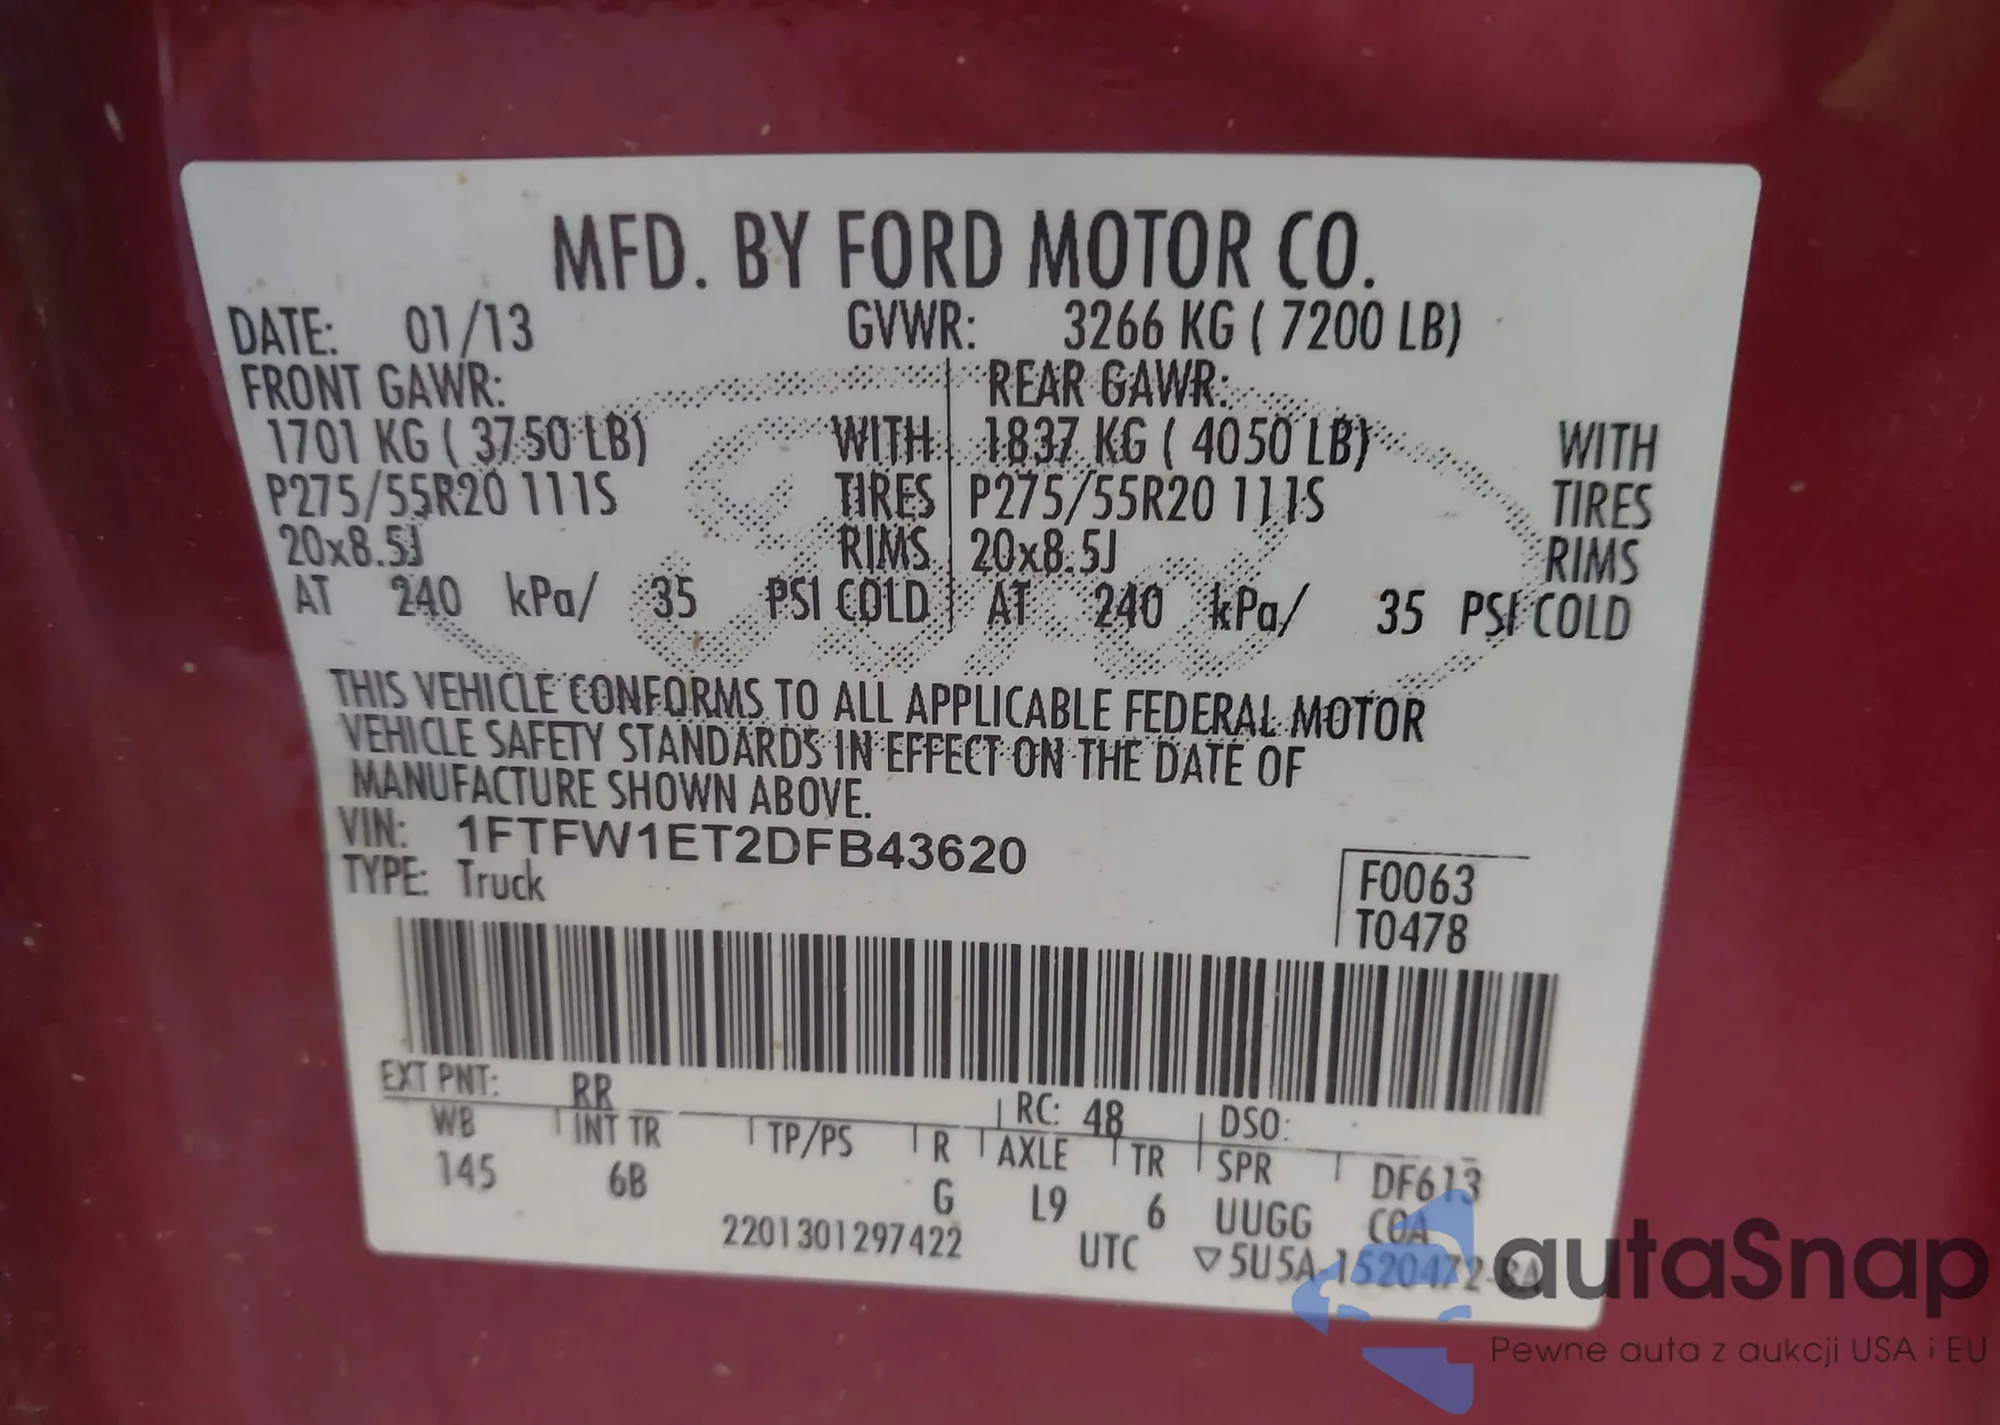 MFD. BY FORD MOTOR CO.
DATE: 01/13 GVWR: 3266 KG ( 7200 LB)
FRONT GAWR: REAR GAWR:
1701 KG ( 3750 LB) WITH 1837 KG ( 4050 LB) WITH
P275/55R20 111S TIRES P275/55R20 111S TIRES
20x8.5J RIMS 20x8.5J RIMS
AT 240 kPa/ 35 PSI COLD AT 240 kPa/ 35 PSI COLD
THIS VEHICLE CONFORMS TO ALL APPLICABLE FEDERAL MOTOR
VEHICLE SAFETY STANDARDS IN EFFECT ON THE DATE OF
MANUFACTURE SHOWN ABOVE.
VIN: 1FTFW1ET2DFB43620
TYPE: Truck
F0063
T0478
EXT PNT: RR RC: 48 DSO:
WB INT TR TP/PS R AXLE TR SPR DF613
145 6B G L9 6 UUGG COA
2201301297422 UTC ▽5U5A-1520472-BA
autaSnap
Pewne auta z aukcji USA i EU